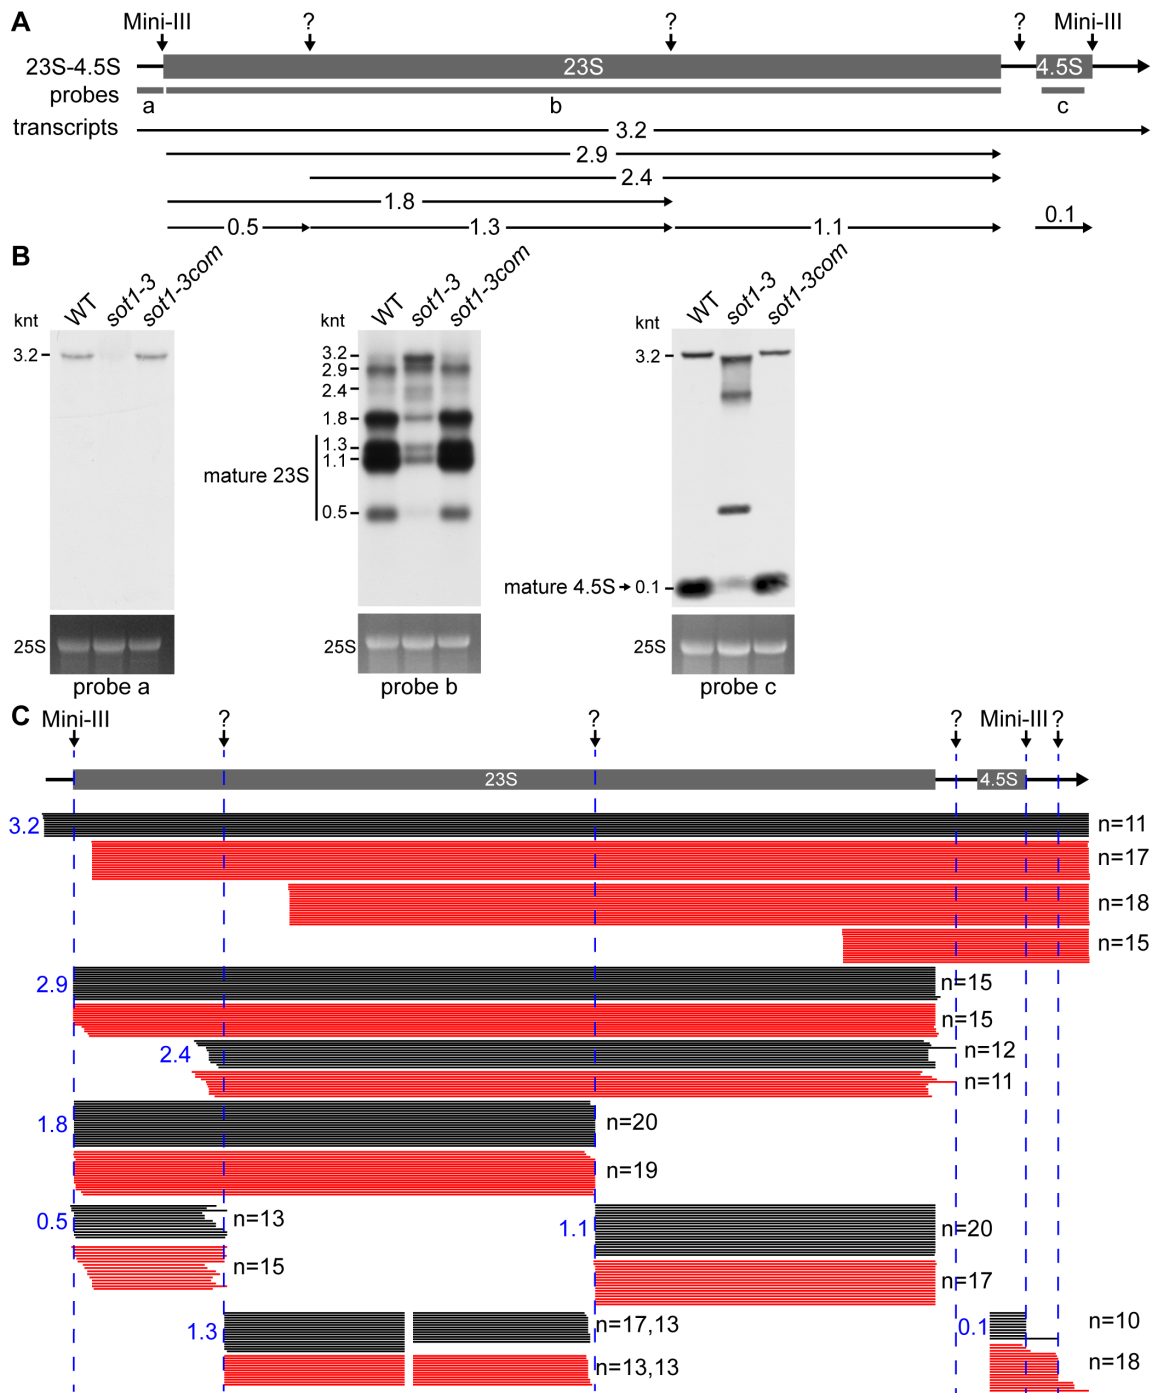 A
Mini-III ? ? ? Mini-III
23S-4.5S 23S 4.5S
probes
a b c
transcripts 3.2
2.9
2.4
1.8
0.5 1.3 1.1 0.1
B
WT sot1-3 sot1-3com
knt
3.2
25S
probe a
WT sot1-3 sot1-3com
knt
3.2
2.9
2.4
1.8
1.3
1.1
mature 23S
0.5
25S
probe b
WT sot1-3 sot1-3com
knt
3.2
mature 4.5S 0.1
25S
probe c
C
Mini-III ? ? ? Mini-III ?
23S 4.5S
3.2 n=11
n=17
n=18
n=15
2.9 n=15
n=15
2.4 n=12
n=11
1.8 n=20
n=19
0.5 n=13 1.1 n=20
n=15 n=17
1.3 n=17,13 0.1 n=10
n=13,13 n=18